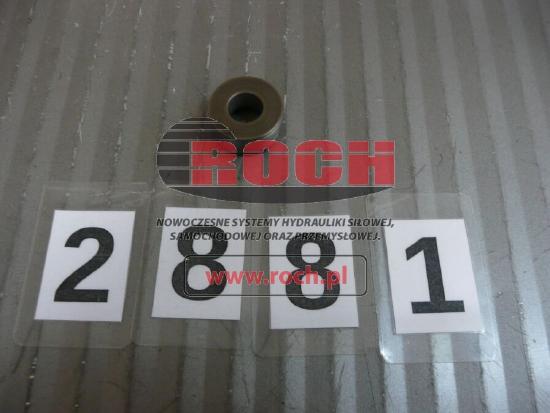 ROCH
NOWOCZESNE SYSTEMY HYDRAULIKI SIŁOWEJ,
SAMOCHODOWEJ ORAZ PRZEMYSŁOWEJ.
2 8 8 1
www.roch.pl